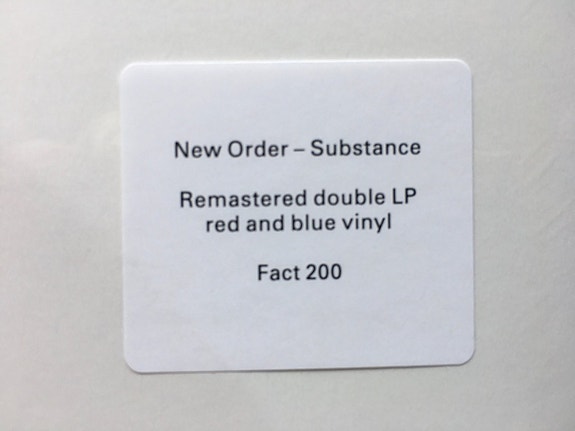 New Order – Substance
Remastered double LP
red and blue vinyl
Fact 200